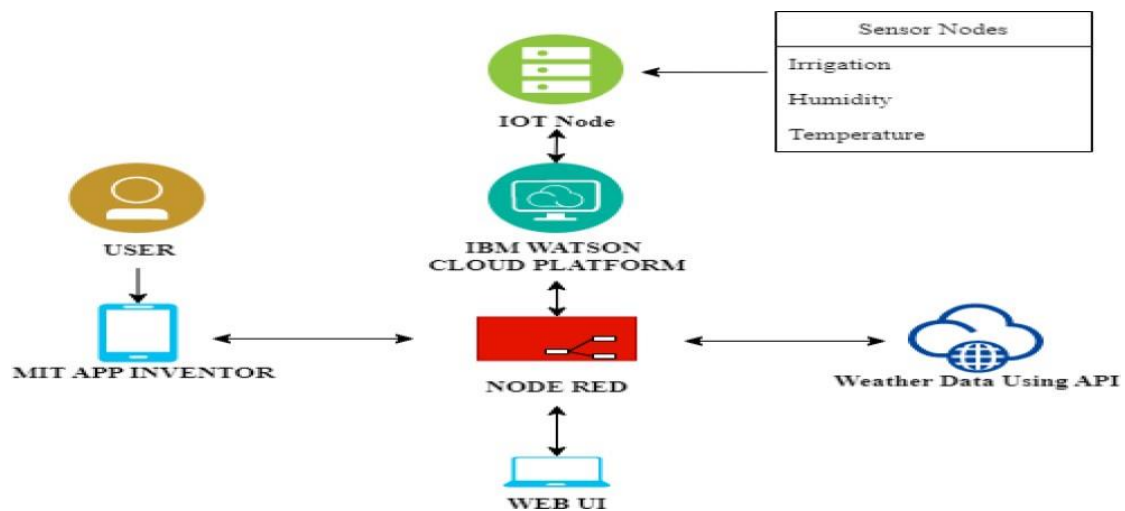 Sensor Nodes
Irrigation
Humidity
Temperature
IOT Node
USER
IBM WATSON
CLOUD PLATFORM
MIT APP INVENTOR
NODE RED
Weather Data Using API
WEB UI